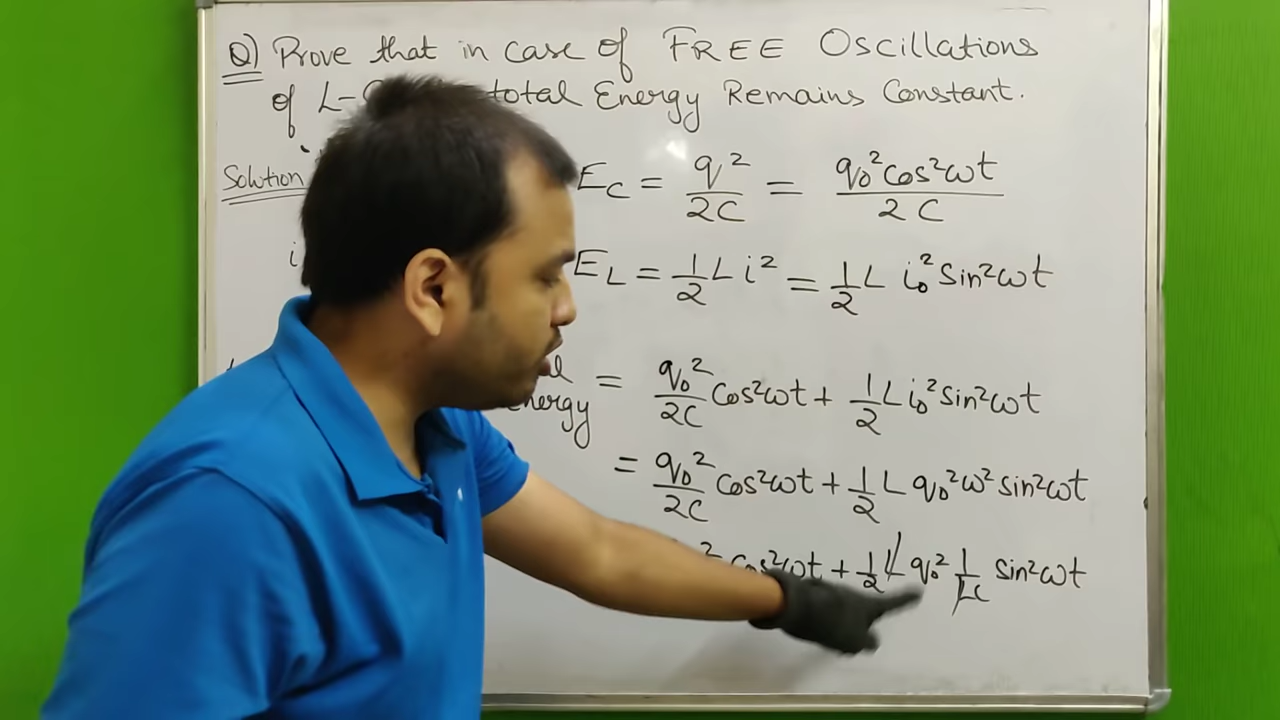 Q) Prove that in case of FREE Oscillations
of L- total Energy Remains Constant.
Solution
E_C = q²/2C = q₀²cos²ωt/2C
i
E_L = 1/2 L i² = 1/2 L i₀² Sin²ωt
= q₀²/2C cos²ωt + 1/2 L i₀² sin²ωt
= q₀²/2C cos²ωt + 1/2 L q₀²ω² sin²ωt
cos²ωt + 1/2 L q₀² 1/LC sin²ωt